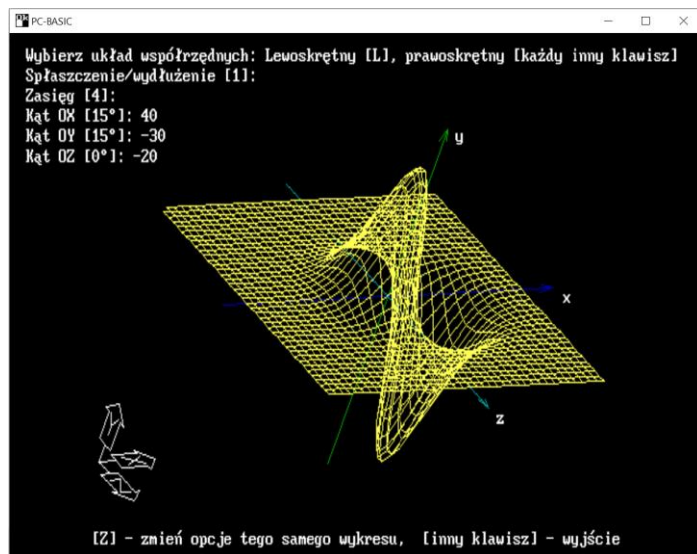 PC-BASIC
Wybierz układ współrzędnych: Lewoskrętny [L], prawoskrętny [każdy inny klawisz]
Spłaszczenie/wydłużenie [1]:
Zasięg [4]:
Kąt OX [15°]: 40
Kąt OY [15°]: -30
Kąt OZ [0°]: -20
y
x
z
[Z] - zmień opcje tego samego wykresu, [inny klawisz] - wyjście